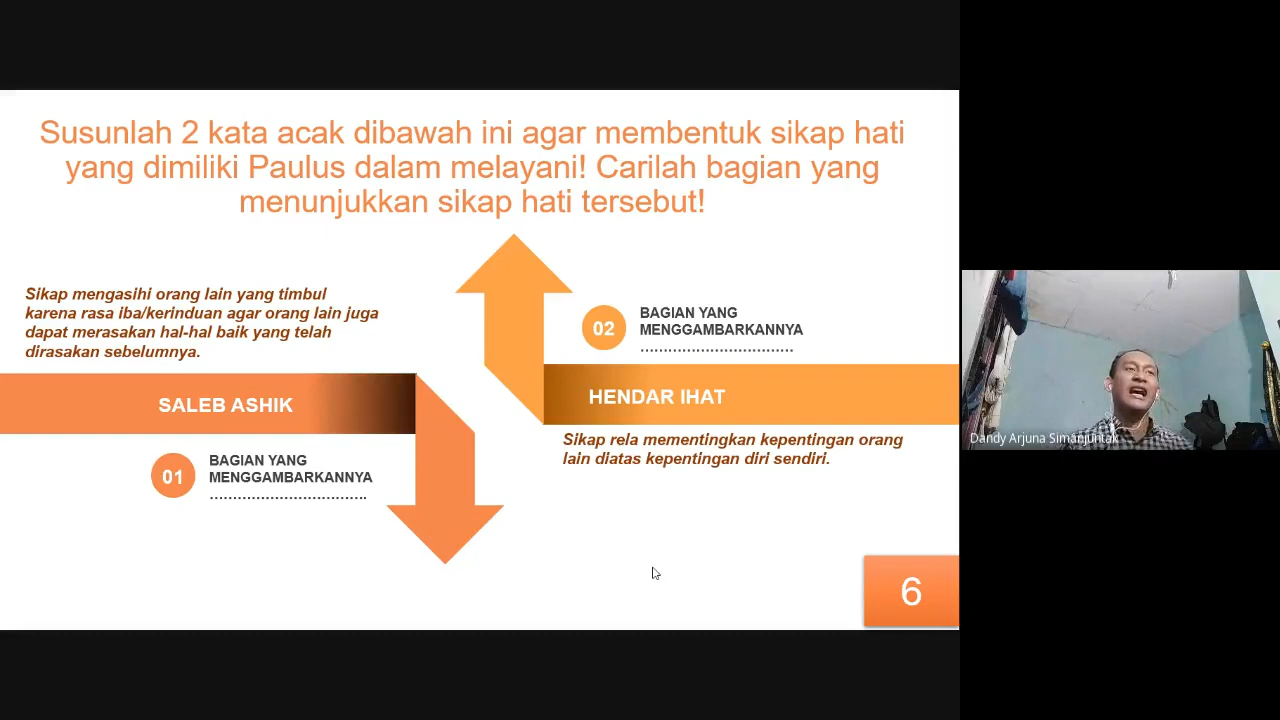 Susunlah 2 kata acak dibawah ini agar membentuk sikap hati
yang dimiliki Paulus dalam melayani! Carilah bagian yang
menunjukkan sikap hati tersebut!
Sikap mengasihi orang lain yang timbul
karena rasa iba/kerinduan agar orang lain juga
dapat merasakan hal-hal baik yang telah
dirasakan sebelumnya.
SALEB ASHIK
01
BAGIAN YANG
MENGGAMBARKANNYA
..................................
02
BAGIAN YANG
MENGGAMBARKANNYA
.................................
HENDAR IHAT
Sikap rela mementingkan kepentingan orang
lain diatas kepentingan diri sendiri.
6
Dandy Arjuna Simanjuntak